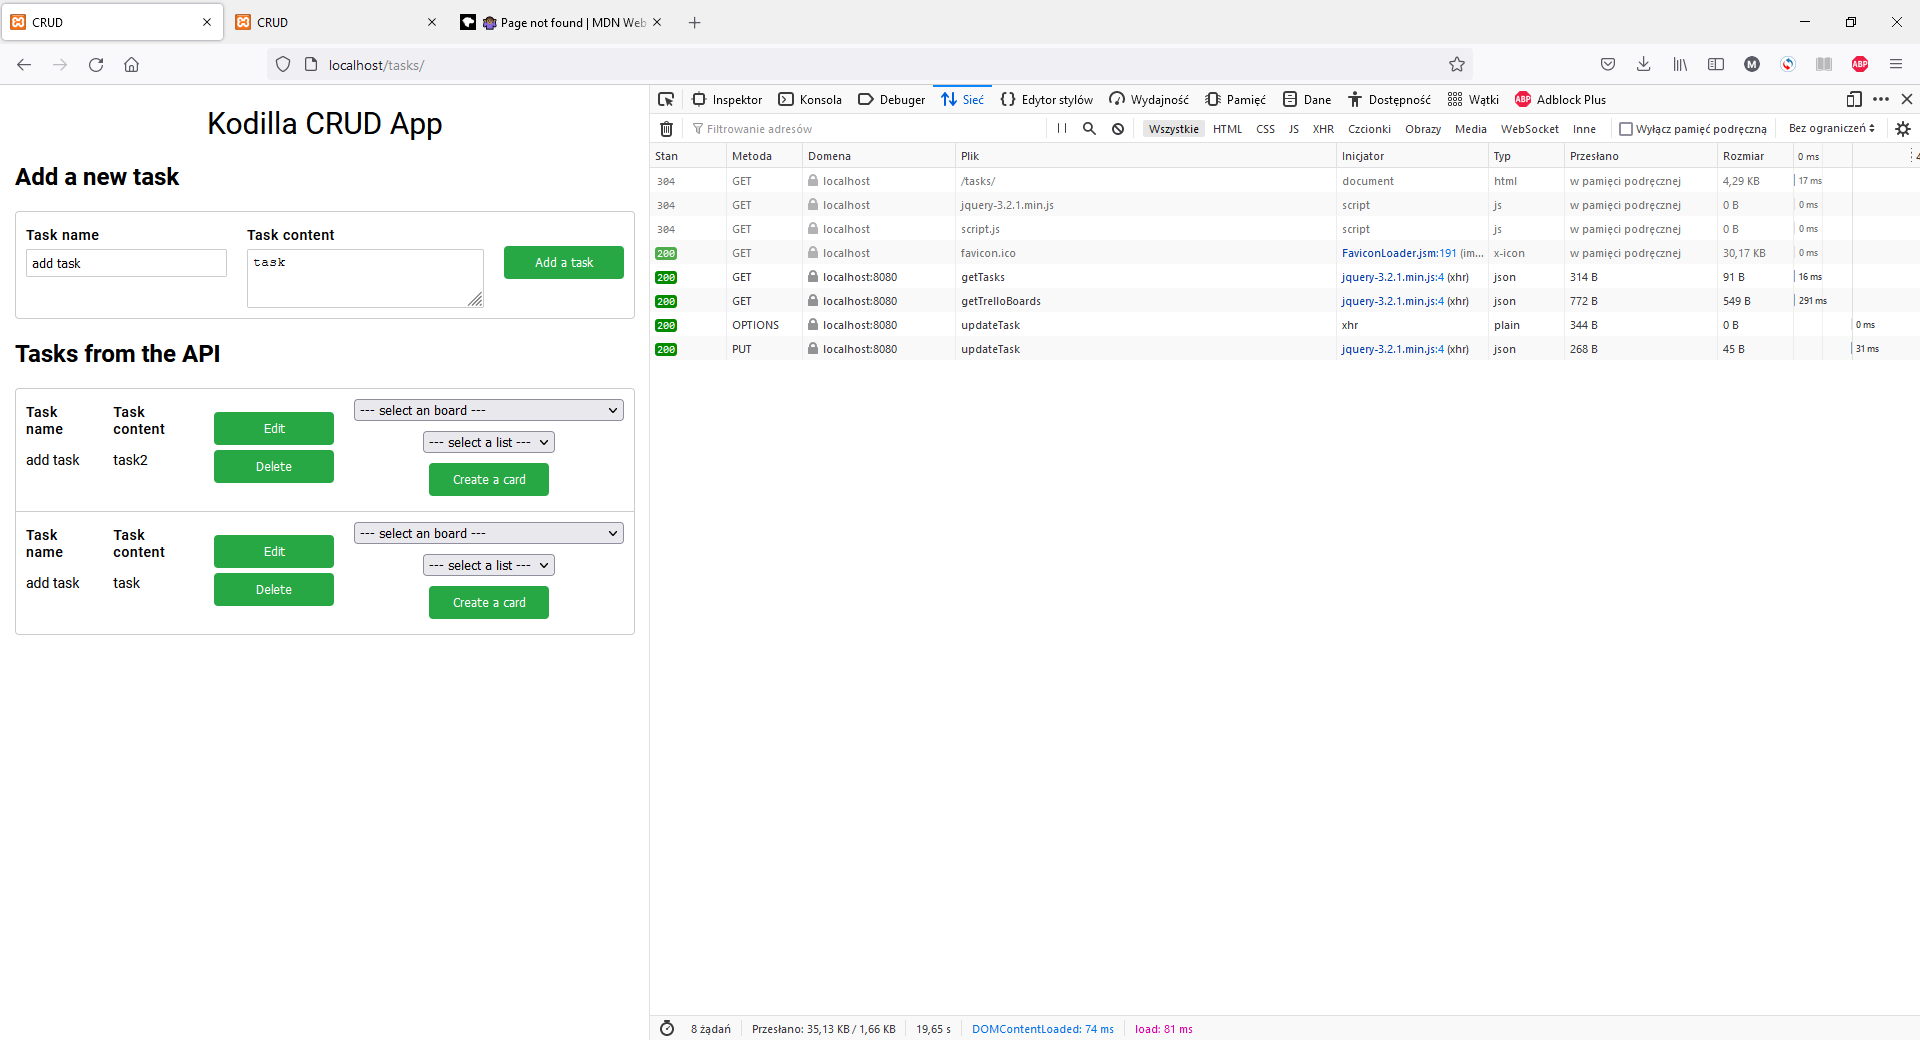 CRUD
CRUD
Page not found | MDN Web
localhost/tasks/
Kodilla CRUD App
Add a new task
Task name
Task content
add task
task
Add a task
Tasks from the API
Task name
Task content
Edit
--- select an board ---
--- select a list ---
add task
task2
Delete
Create a card
Task name
Task content
Edit
--- select an board ---
--- select a list ---
add task
task
Delete
Create a card
Inspektor Konsola Debuger Sieć Edytor stylów Wydajność Pamięć Dane Dostępność Wątki ABP Adblock Plus
Filtrowanie adresów Wszystkie HTML CSS JS XHR Czcionki Obrazy Media WebSocket Inne Wyłącz pamięć podręczną Bez ograniczeń
Stan Metoda Domena Plik Inicjator Typ Przesłano Rozmiar 0 ms
304 GET localhost /tasks/ document html w pamięci podręcznej 4,29 KB 17 ms
304 GET localhost jquery-3.2.1.min.js script js w pamięci podręcznej 0 B 0 ms
304 GET localhost script.js script js w pamięci podręcznej 0 B 0 ms
200 GET localhost favicon.ico FaviconLoader.jsm:191 (im... x-icon w pamięci podręcznej 30,17 KB 0 ms
200 GET localhost:8080 getTasks jquery-3.2.1.min.js:4 (xhr) json 314 B 91 B 16 ms
200 GET localhost:8080 getTrelloBoards jquery-3.2.1.min.js:4 (xhr) json 772 B 549 B 291 ms
200 OPTIONS localhost:8080 updateTask xhr plain 344 B 0 B 0 ms
200 PUT localhost:8080 updateTask jquery-3.2.1.min.js:4 (xhr) json 268 B 45 B 31 ms
8 żądań Przesłano: 35,13 KB / 1,66 KB 19,65 s DOMContentLoaded: 74 ms load: 81 ms
M
ABP